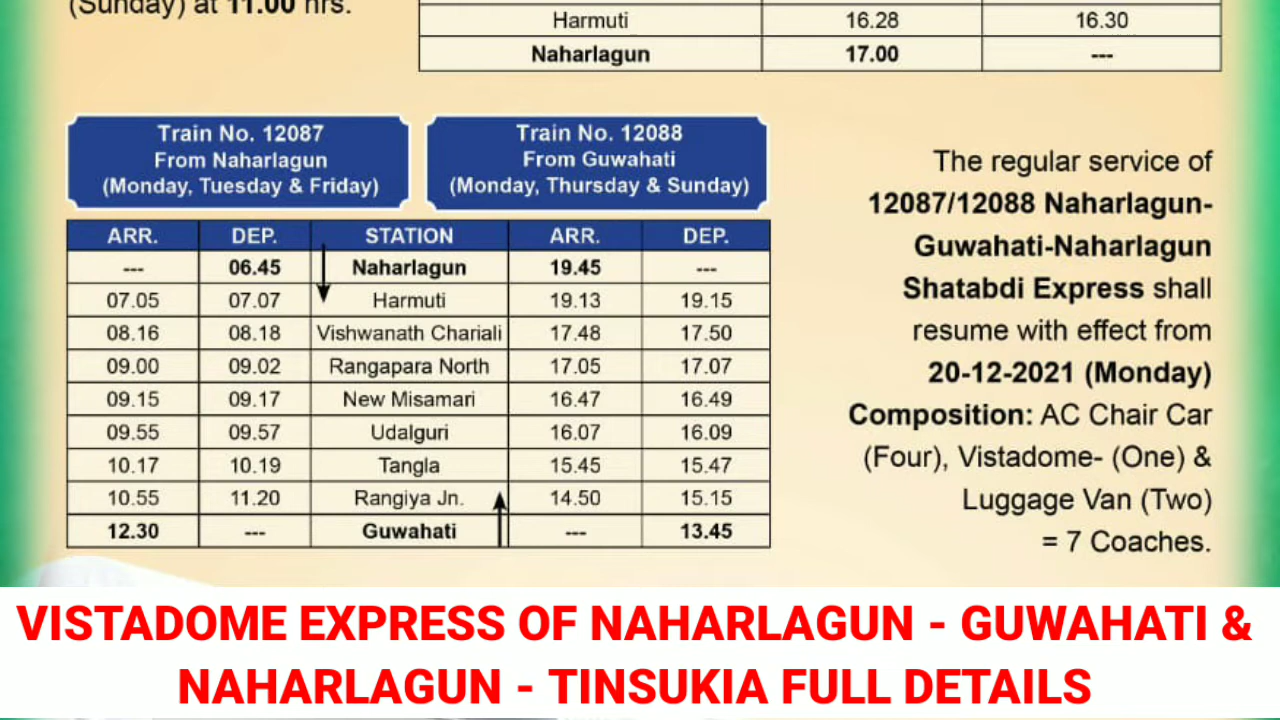 (Sunday) at 11.00 hrs.
Harmuti 16.28 16.30
Naharlagun 17.00 ---
Train No. 12087
From Naharlagun
(Monday, Tuesday & Friday)
Train No. 12088
From Guwahati
(Monday, Thursday & Sunday)
ARR. DEP. STATION ARR. DEP.
--- 06.45 Naharlagun 19.45 ---
07.05 07.07 Harmuti 19.13 19.15
08.16 08.18 Vishwanath Chariali 17.48 17.50
09.00 09.02 Rangapara North 17.05 17.07
09.15 09.17 New Misamari 16.47 16.49
09.55 09.57 Udalguri 16.07 16.09
10.17 10.19 Tangla 15.45 15.47
10.55 11.20 Rangiya Jn. 14.50 15.15
12.30 --- Guwahati --- 13.45
The regular service of
12087/12088 Naharlagun-
Guwahati-Naharlagun
Shatabdi Express shall
resume with effect from
20-12-2021 (Monday)
Composition: AC Chair Car
(Four), Vistadome- (One) &
Luggage Van (Two)
= 7 Coaches.
VISTADOME EXPRESS OF NAHARLAGUN - GUWAHATI &
NAHARLAGUN - TINSUKIA FULL DETAILS